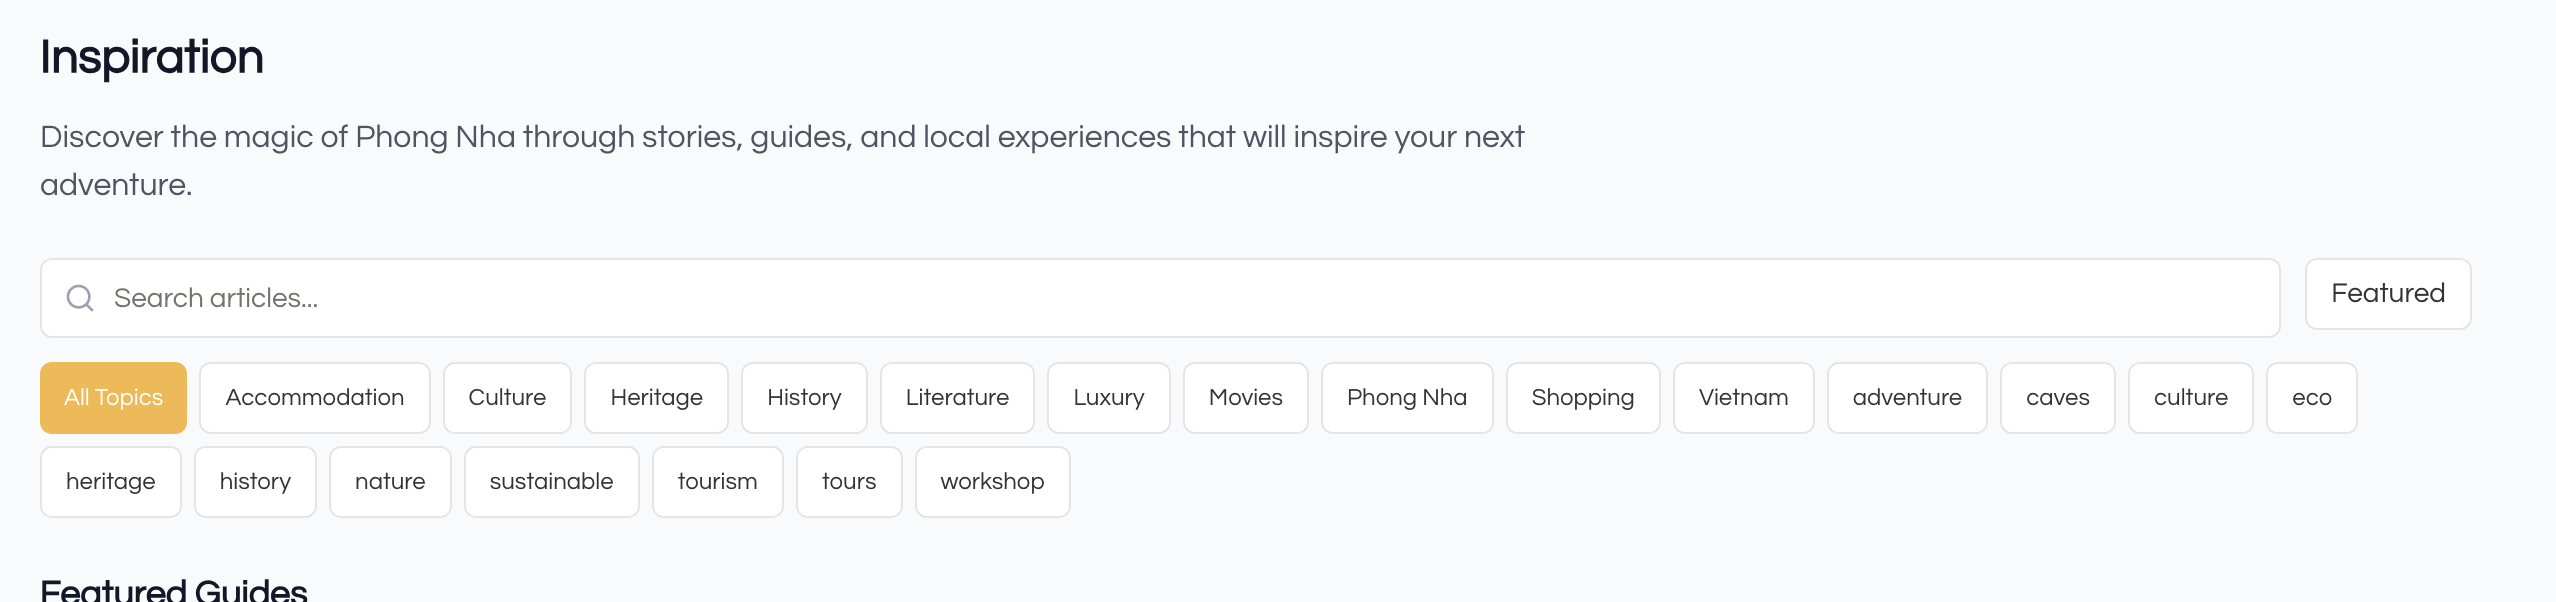 Inspiration
Discover the magic of Phong Nha through stories, guides, and local experiences that will inspire your next
adventure.
Search articles...
Featured
All Topics Accommodation Culture Heritage History Literature Luxury Movies Phong Nha Shopping Vietnam adventure caves culture eco
heritage history nature sustainable tourism tours workshop
Featured Guides